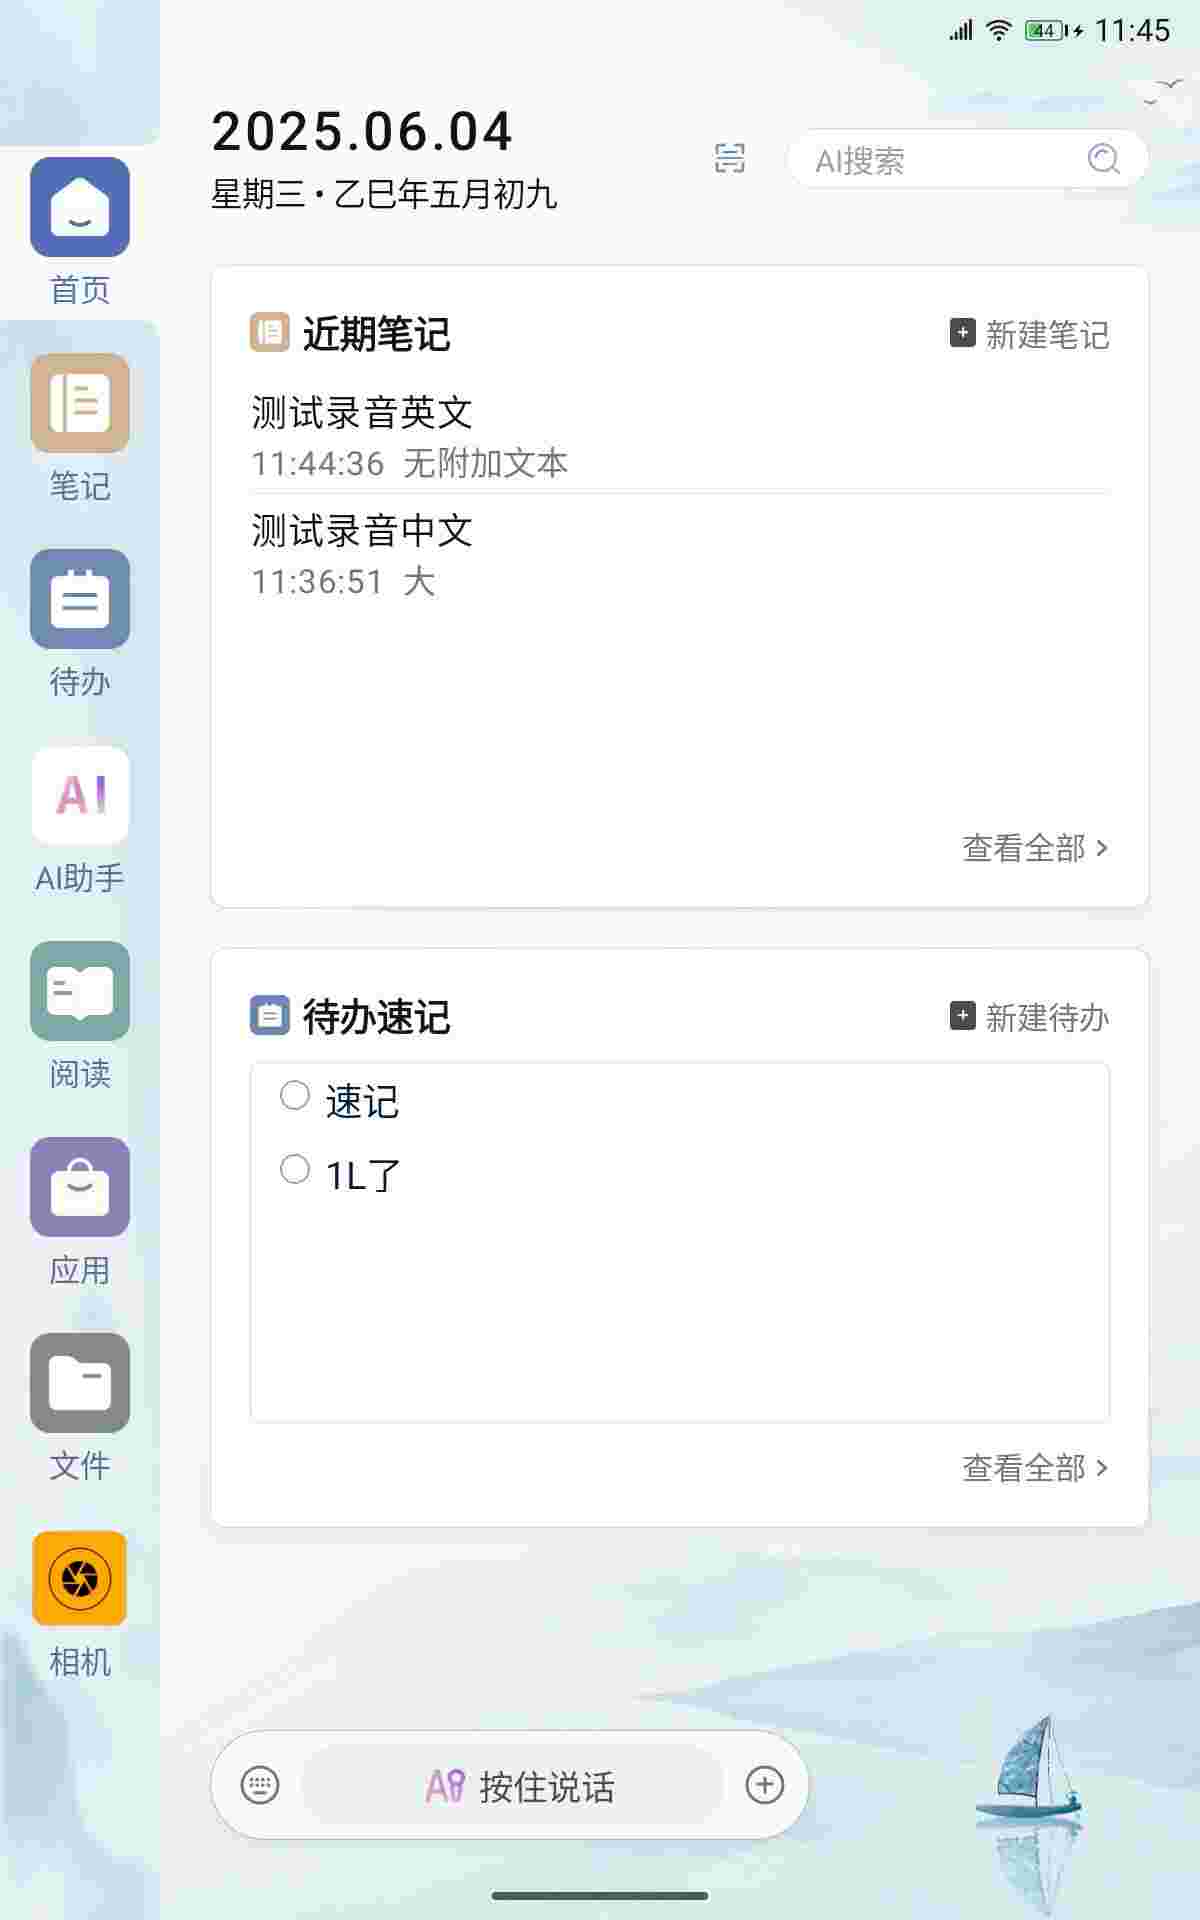 44 11:45
2025.06.04
星期三·乙巳年五月初九
AI搜索
首页
笔记
待办
AI
AI助手
阅读
应用
文件
相机
近期笔记
新建笔记
测试录音英文
11:44:36 无附加文本
测试录音中文
11:36:51 大
查看全部
待办速记
新建待办
速记
1L了
查看全部
AI 按住说话